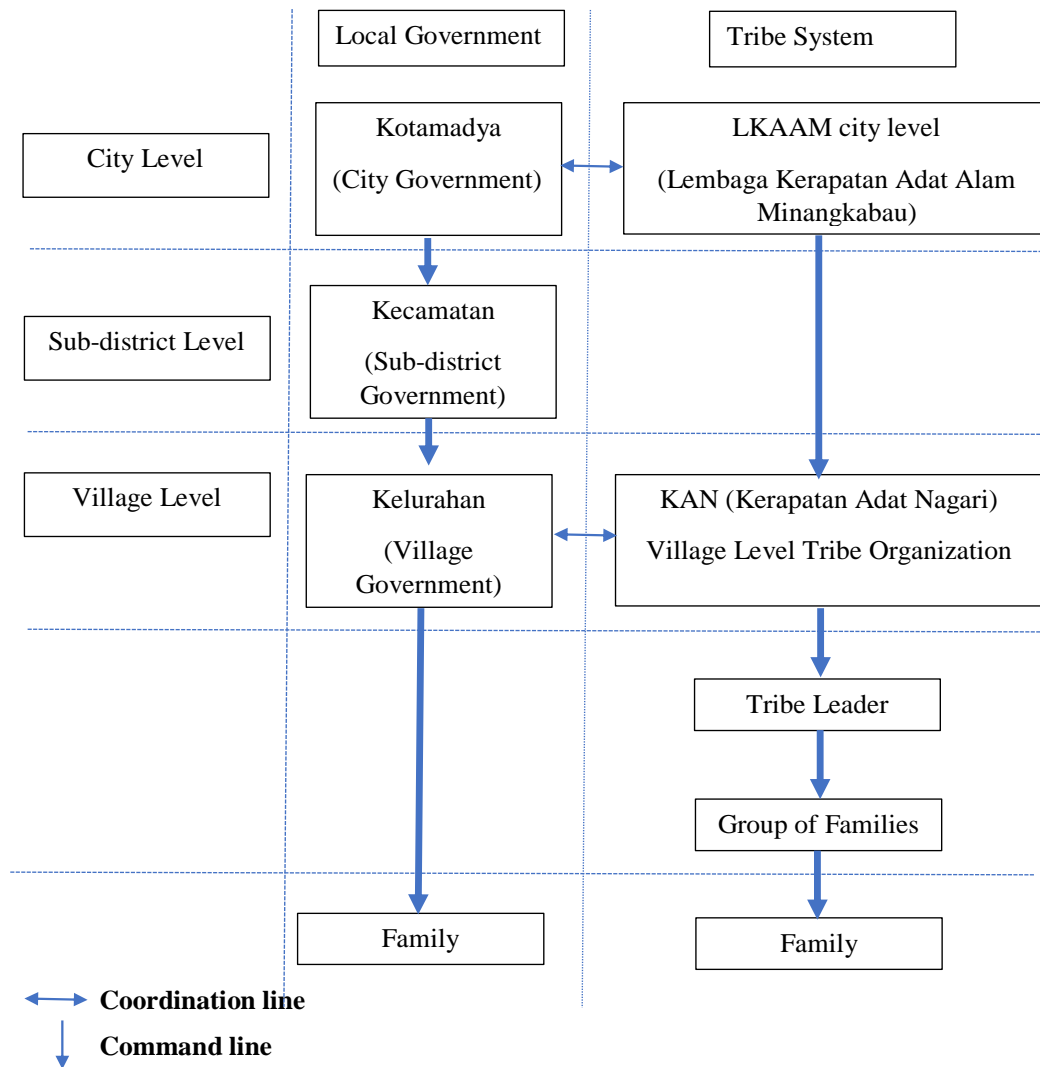 Local Government
Tribe System
City Level
Kotamadya
(City Government)
LKAAM city level
(Lembaga Kerapatan Adat Alam
Minangkabau)
Sub-district Level
Kecamatan
(Sub-district
Government)
Village Level
Kelurahan
(Village
Government)
KAN (Kerapatan Adat Nagari)
Village Level Tribe Organization
Tribe Leader
Group of Families
Family
Family
Coordination line
Command line